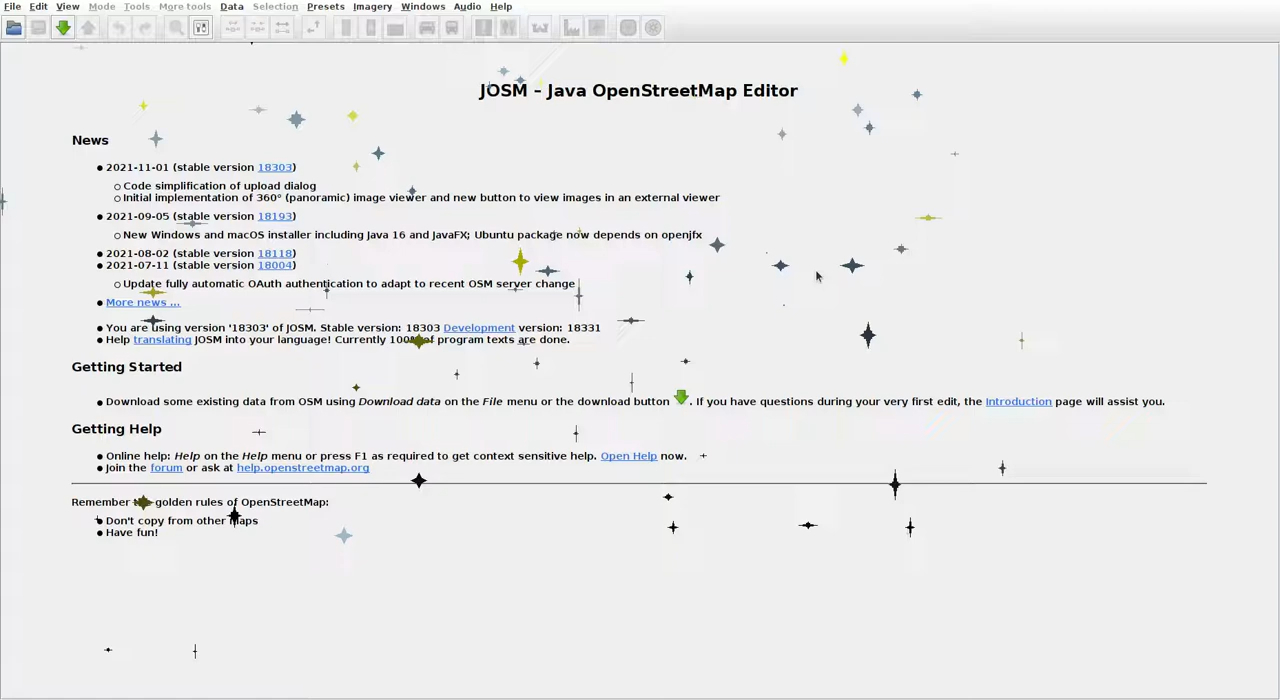 File Edit View Mode Tools More tools Data Selection Presets Imagery Windows Audio Help
JOSM – Java OpenStreetMap Editor
News
2021-11-01 (stable version 18303)
Code simplification of upload dialog
Initial implementation of 360° (panoramic) image viewer and new button to view images in an external viewer
2021-09-05 (stable version 18193)
New Windows and macOS installer including Java 16 and JavaFX; Ubuntu package now depends on openjfx
2021-08-02 (stable version 18118)
2021-07-11 (stable version 18004)
Update fully automatic OAuth authentication to adapt to recent OSM server change
More news ...
You are using version '18303' of JOSM. Stable version: 18303 Development version: 18331
Help translating JOSM into your language! Currently 100% of program texts are done.
Getting Started
Download some existing data from OSM using Download data on the File menu or the download button . If you have questions during your very first edit, the Introduction page will assist you.
Getting Help
Online help: Help on the Help menu or press F1 as required to get context sensitive help. Open Help now.
Join the forum or ask at help.openstreetmap.org
Remember the golden rules of OpenStreetMap:
Don't copy from other maps
Have fun!